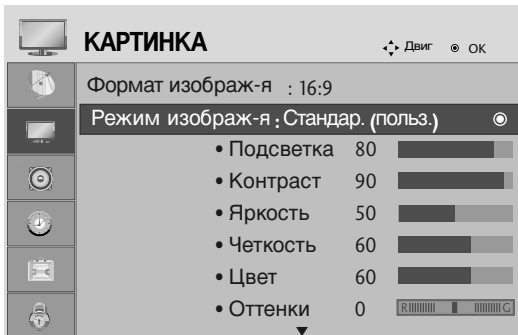 КАРТИНКА Двиг ОК
Формат изображ-я : 16:9
Режим изображ-я : Стандар. (польз.)
• Подсветка 80
• Контраст 90
• Яркость 50
• Четкость 60
• Цвет 60
• Оттенки 0 R G